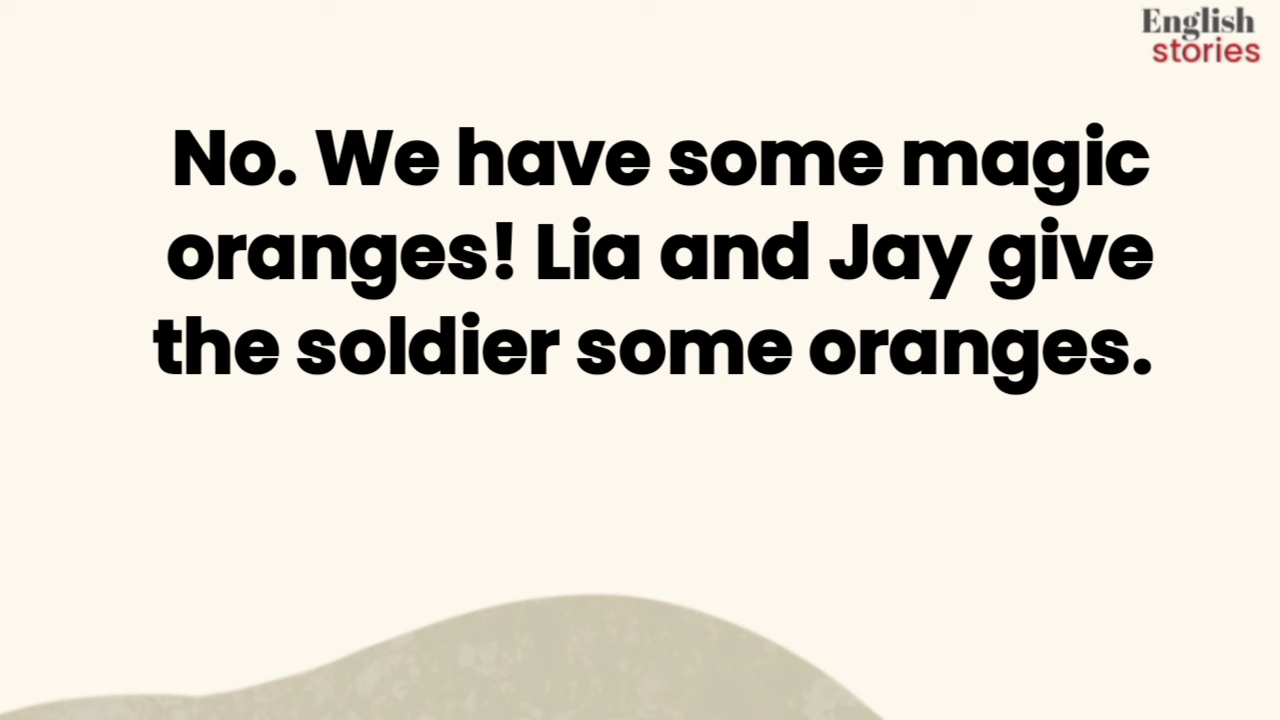 English
stories
No. We have some magic
oranges! Lia and Jay give
the soldier some oranges.